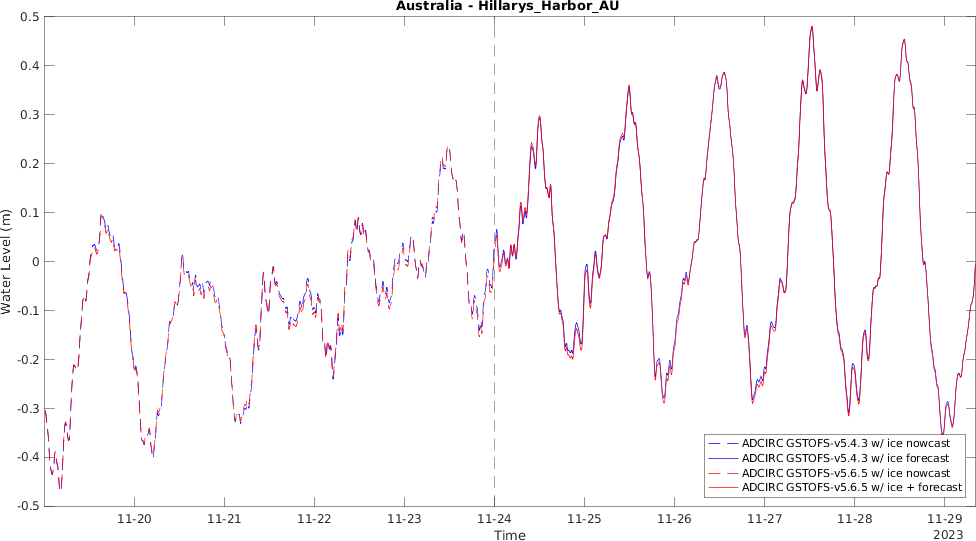 Australia - Hillarys_Harbor_AU
0.5
0.4
0.3
0.2
0.1
0
-0.1
-0.2
-0.3
-0.4
-0.5
Water Level (m)
ADCIRC GSTOFS-v5.4.3 w/ ice nowcast
ADCIRC GSTOFS-v5.4.3 w/ ice forecast
ADCIRC GSTOFS-v5.6.5 w/ ice nowcast
ADCIRC GSTOFS-v5.6.5 w/ ice + forecast
11-20 11-21 11-22 11-23 11-24 11-25 11-26 11-27 11-28 11-29
2023
Time